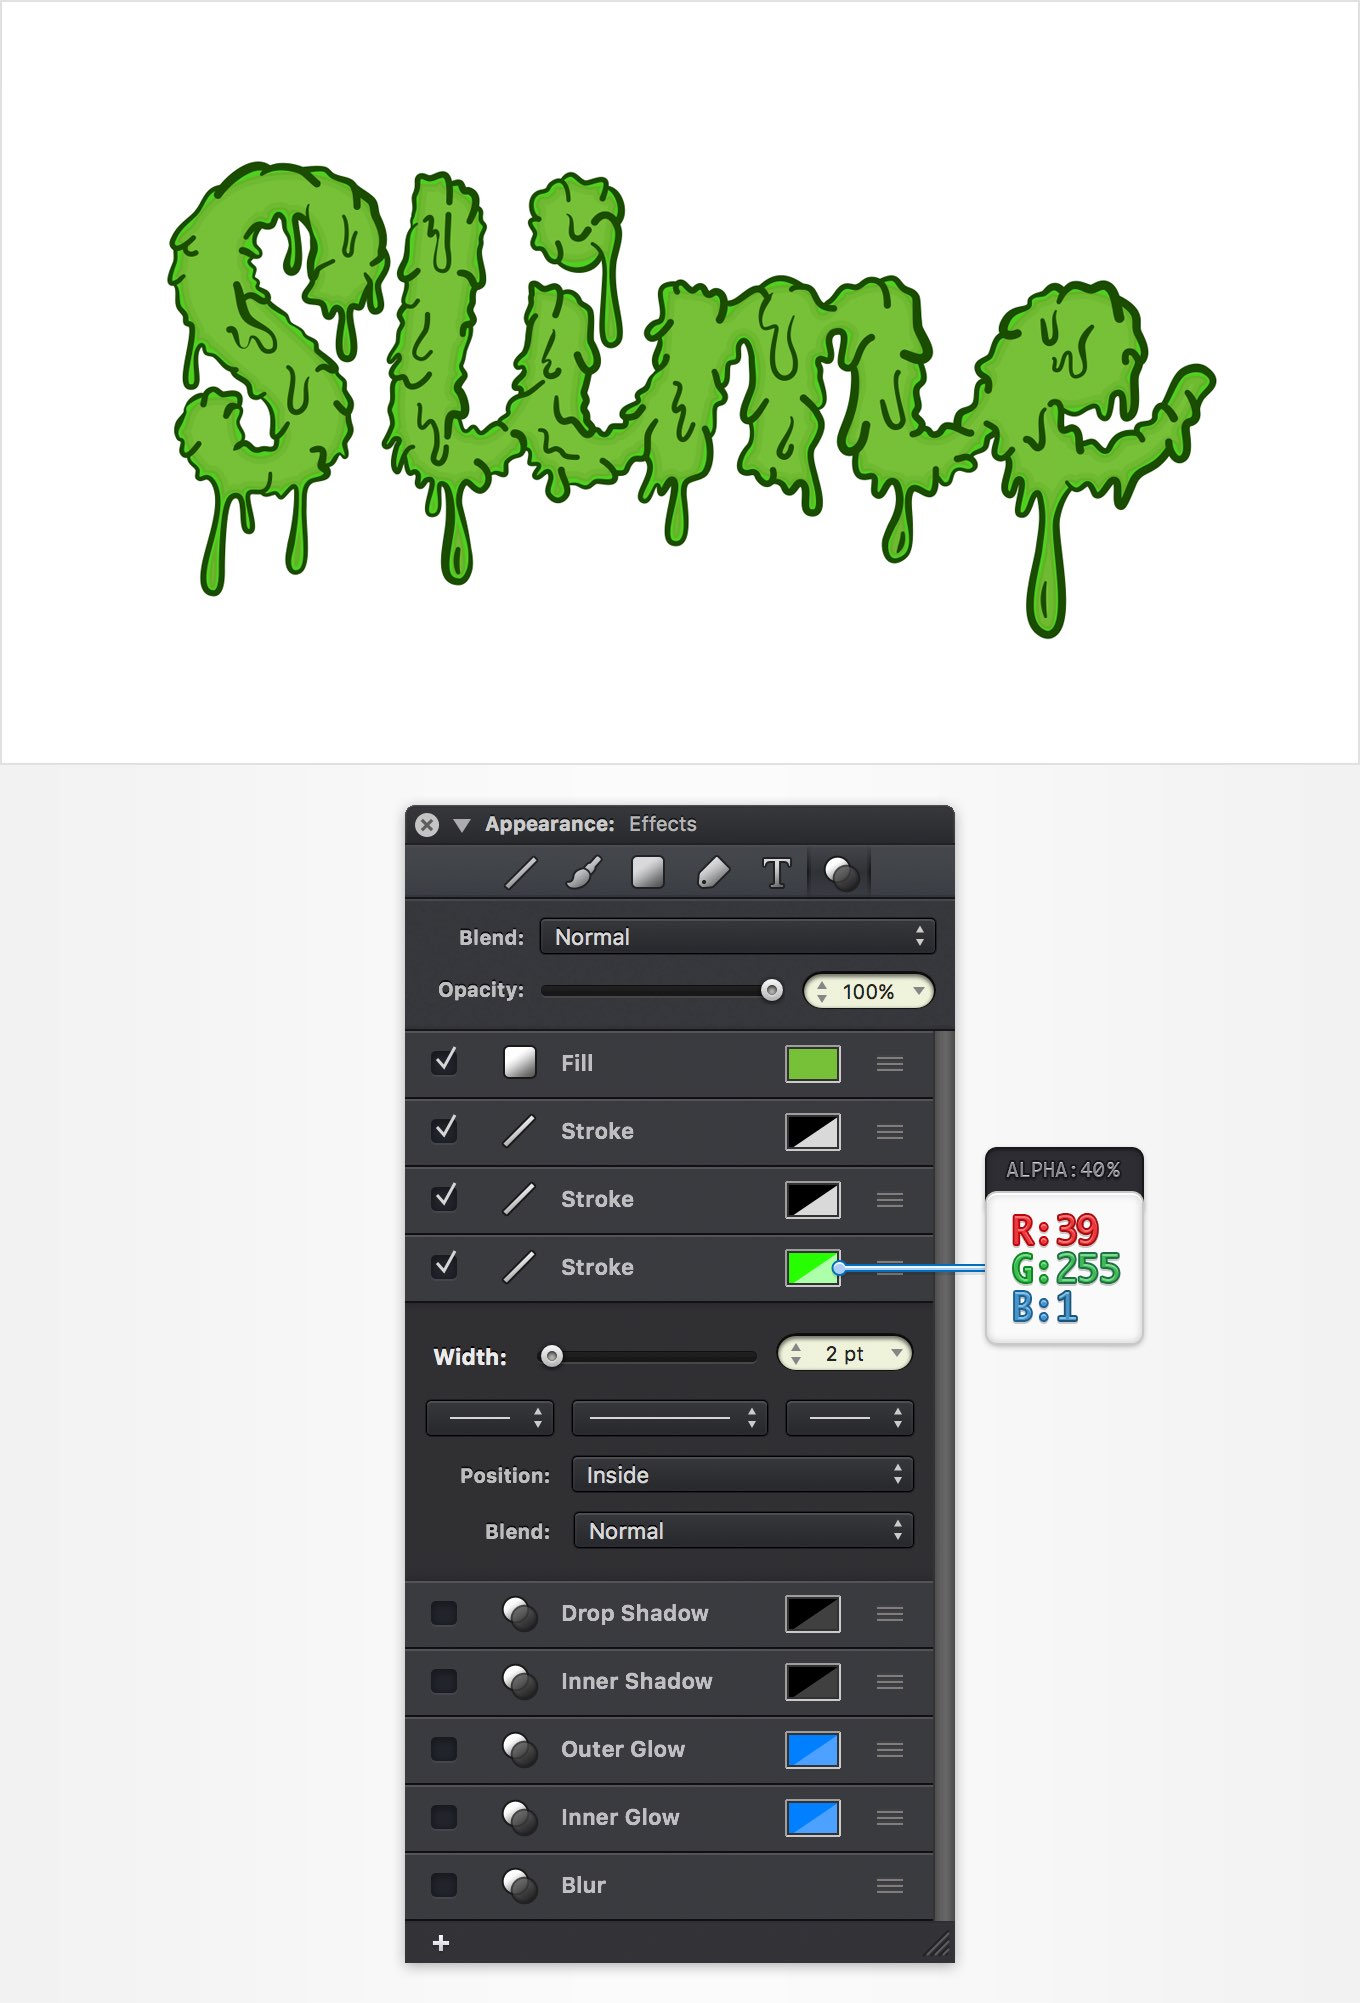 Slime
Appearance: Effects
T
Blend: Normal
Opacity: 100%
Fill
Stroke
Stroke
Stroke
ALPHA:40%
R:39
G:255
B:1
Width: 2 pt
Position: Inside
Blend: Normal
Drop Shadow
Inner Shadow
Outer Glow
Inner Glow
Blur
+